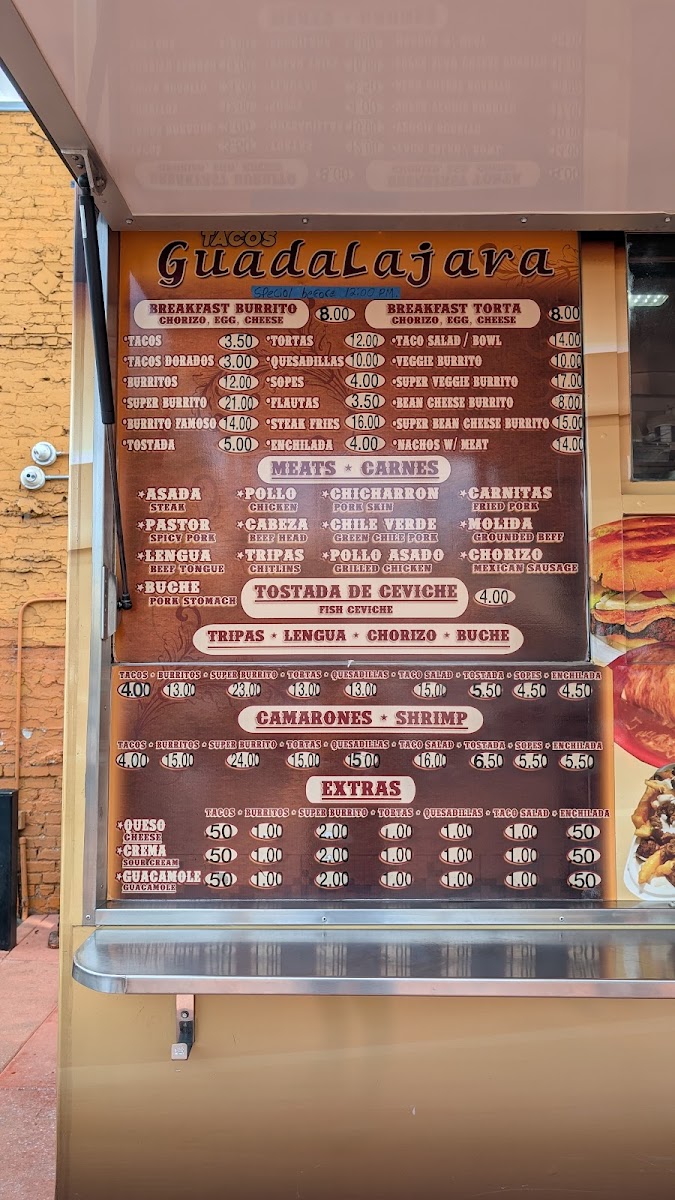 TACOS
GuadaLajara
Special before 12:00 P.M.
BREAKFAST BURRITO 8.00 BREAKFAST TORTA 8.00
CHORIZO, EGG, CHEESE CHORIZO, EGG, CHEESE
*TACOS 3.50 *TORTAS 12.00 *TACO SALAD / BOWL 14.00
*TACOS DORADOS 3.00 *QUESADILLAS 10.00 *VEGGIE BURRITO 10.00
*BURRITOS 12.00 *SOPES 4.00 *SUPER VEGGIE BURRITO 17.00
*SUPER BURRITO 21.00 *FLAUTAS 3.50 *BEAN CHEESE BURRITO 8.00
*BURRITO FAMOSO 14.00 *STEAK FRIES 16.00 *SUPER BEAN CHEESE BURRITO 15.00
*TOSTADA 5.00 *ENCHILADA 4.00 *NACHOS W/ MEAT 14.00
MEATS * CARNES
*ASADA *POLLO *CHICHARRON *CARNITAS
STEAK CHICKEN PORK SKIN FRIED PORK
*PASTOR *CABEZA *CHILE VERDE *MOLIDA
SPICY PORK BEEF HEAD GREEN CHILE PORK GROUNDED BEEF
*LENGUA *TRIPAS *POLLO ASADO *CHORIZO
BEEF TONGUE CHITLINS GRILLED CHICKEN MEXICAN SAUSAGE
*BUCHE
PORK STOMACH
TOSTADA DE CEVICHE 4.00
FISH CEVICHE
TRIPAS * LENGUA * CHORIZO * BUCHE
TACOS * BURRITOS * SUPER BURRITO * TORTAS * QUESADILLAS * TACO SALAD * TOSTADA * SOPES * ENCHILADA
4.00 13.00 23.00 13.00 13.00 15.00 5.50 4.50 4.50
CAMARONES * SHRIMP
TACOS * BURRITOS * SUPER BURRITO * TORTAS * QUESADILLAS * TACO SALAD * TOSTADA * SOPES * ENCHILADA
4.00 15.00 24.00 15.00 15.00 16.00 6.50 5.50 5.50
EXTRAS
TACOS * BURRITOS * SUPER BURRITO * TORTAS * QUESADILLAS * TACO SALAD * ENCHILADA
*QUESO .50 1.00 2.00 1.00 1.00 1.00 .50
CHEESE
*CREMA .50 1.00 2.00 1.00 1.00 1.00 .50
SOUR CREAM
*GUACAMOLE .50 1.00 2.00 1.00 1.00 1.00 .50
GUACAMOLE